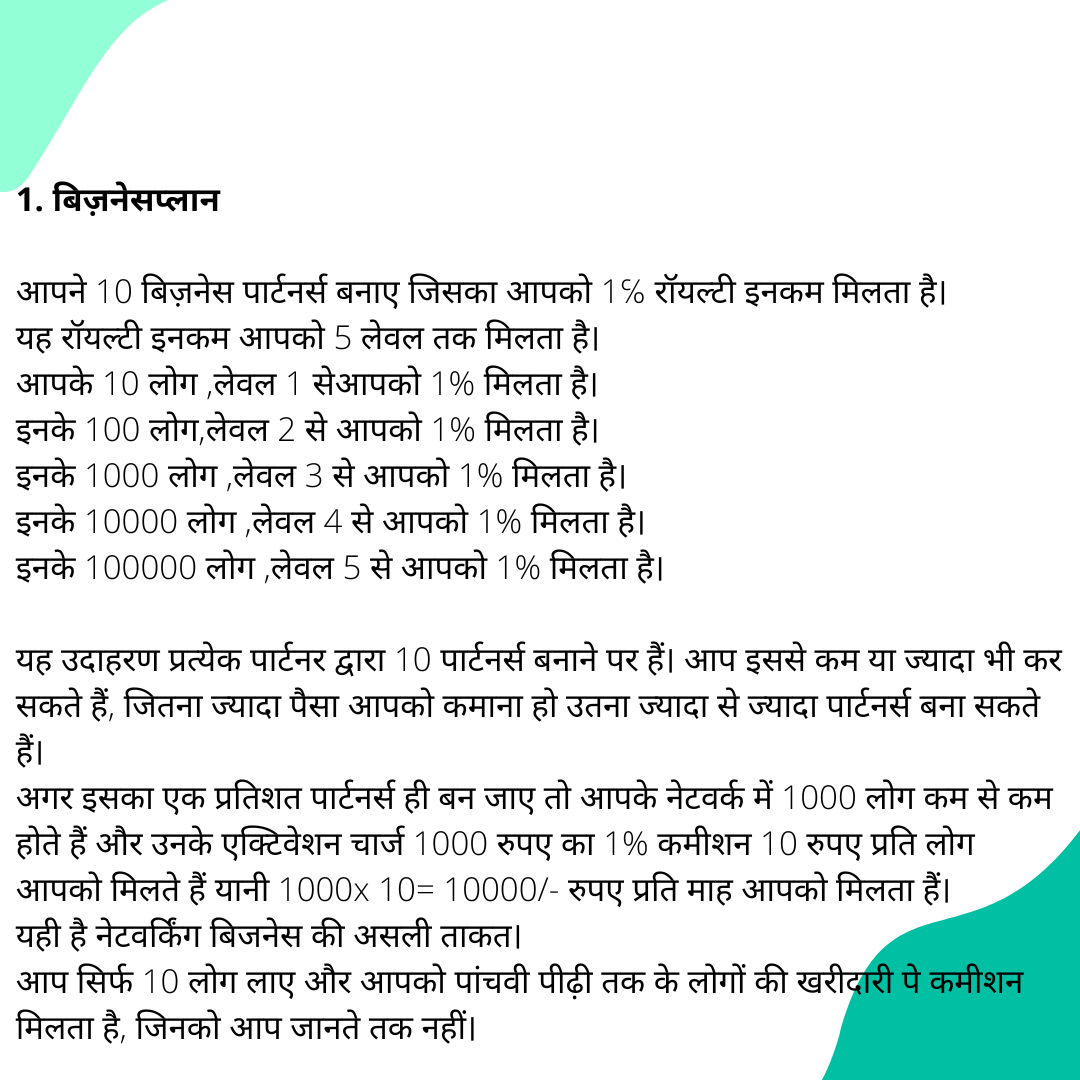 1. बिज़नेसप्लान
आपने 10 बिज़नेस पार्टनर्स बनाए जिसका आपको 1% रॉयल्टी इनकम मिलता है।
यह रॉयल्टी इनकम आपको 5 लेवल तक मिलता है।
आपके 10 लोग ,लेवल 1 सेआपको 1% मिलता है।
इनके 100 लोग,लेवल 2 से आपको 1% मिलता है।
इनके 1000 लोग ,लेवल 3 से आपको 1% मिलता है।
इनके 10000 लोग ,लेवल 4 से आपको 1% मिलता है।
इनके 100000 लोग ,लेवल 5 से आपको 1% मिलता है।
यह उदाहरण प्रत्येक पार्टनर द्वारा 10 पार्टनर्स बनाने पर हैं। आप इससे कम या ज्यादा भी कर
सकते हैं, जितना ज्यादा पैसा आपको कमाना हो उतना ज्यादा से ज्यादा पार्टनर्स बना सकते
हैं।
अगर इसका एक प्रतिशत पार्टनर्स ही बन जाए तो आपके नेटवर्क में 1000 लोग कम से कम
होते हैं और उनके एक्टिवेशन चार्ज 1000 रुपए का 1% कमीशन 10 रुपए प्रति लोग
आपको मिलते हैं यानी 1000x 10= 10000/- रुपए प्रति माह आपको मिलता हैं।
यही है नेटवर्किंग बिजनेस की असली ताकत।
आप सिर्फ 10 लोग लाए और आपको पांचवी पीढ़ी तक के लोगों की खरीदारी पे कमीशन
मिलता है, जिनको आप जानते तक नहीं।